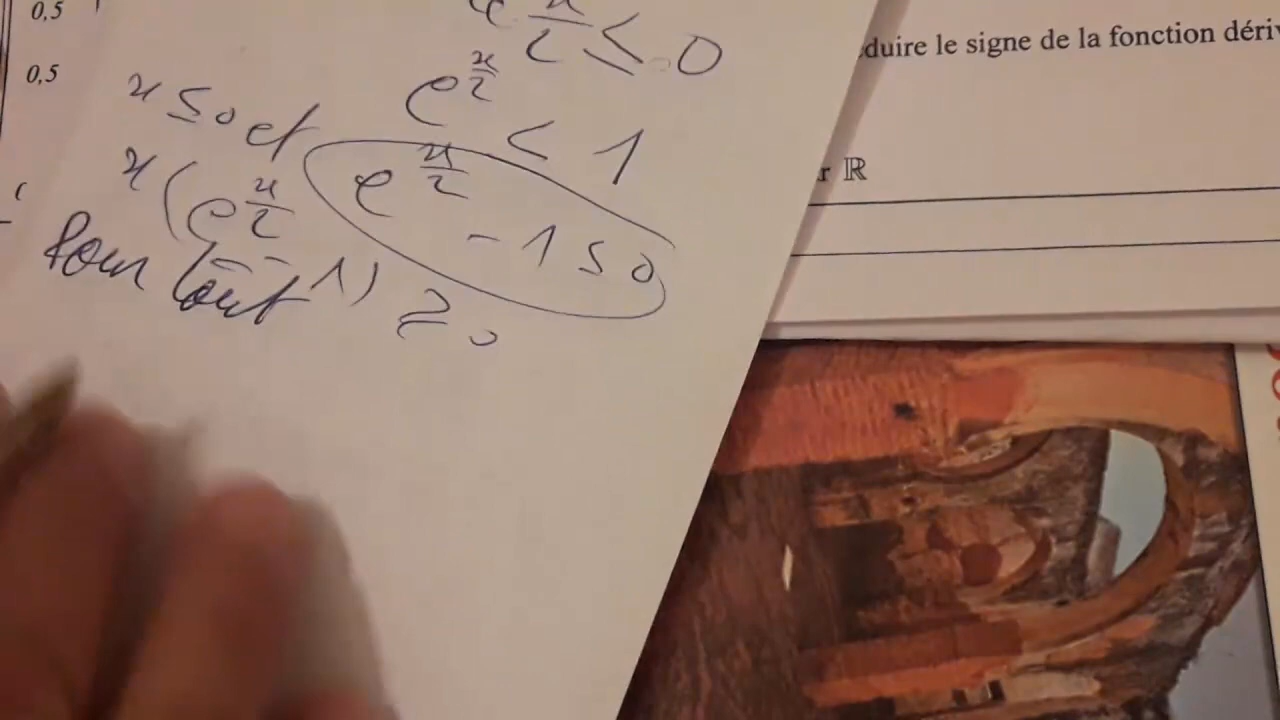 0,5
0,5
x/2 ≤ 0
e^{x/2} < 1
x ≤ 0 et e^{x/2} - 1 ≤ 0
x(e^{x/2} - 1) ≥ 0
Pour tout
duire le signe de la fonction dériv
r ℝ